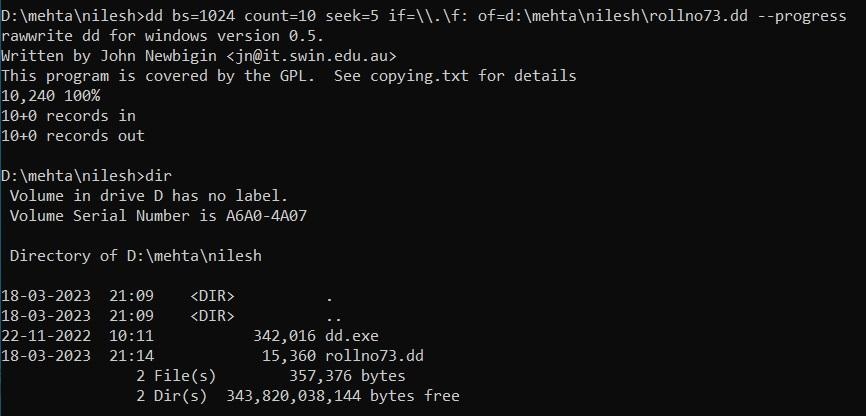 D:\mehta\nilesh>dd bs=1024 count=10 seek=5 if=\\.\f: of=d:\mehta\nilesh\rollno73.dd --progress
rawwrite dd for windows version 0.5.
Written by John Newbigin <jn@it.swin.edu.au>
This program is covered by the GPL.  See copying.txt for details
10,240 100%
10+0 records in
10+0 records out

D:\mehta\nilesh>dir
 Volume in drive D has no label.
 Volume Serial Number is A6A0-4A07

 Directory of D:\mehta\nilesh

18-03-2023  21:09    <DIR>          .
18-03-2023  21:09    <DIR>          ..
22-11-2022  10:11           342,016 dd.exe
18-03-2023  21:14            15,360 rollno73.dd
               2 File(s)        357,376 bytes
               2 Dir(s)  343,820,038,144 bytes free